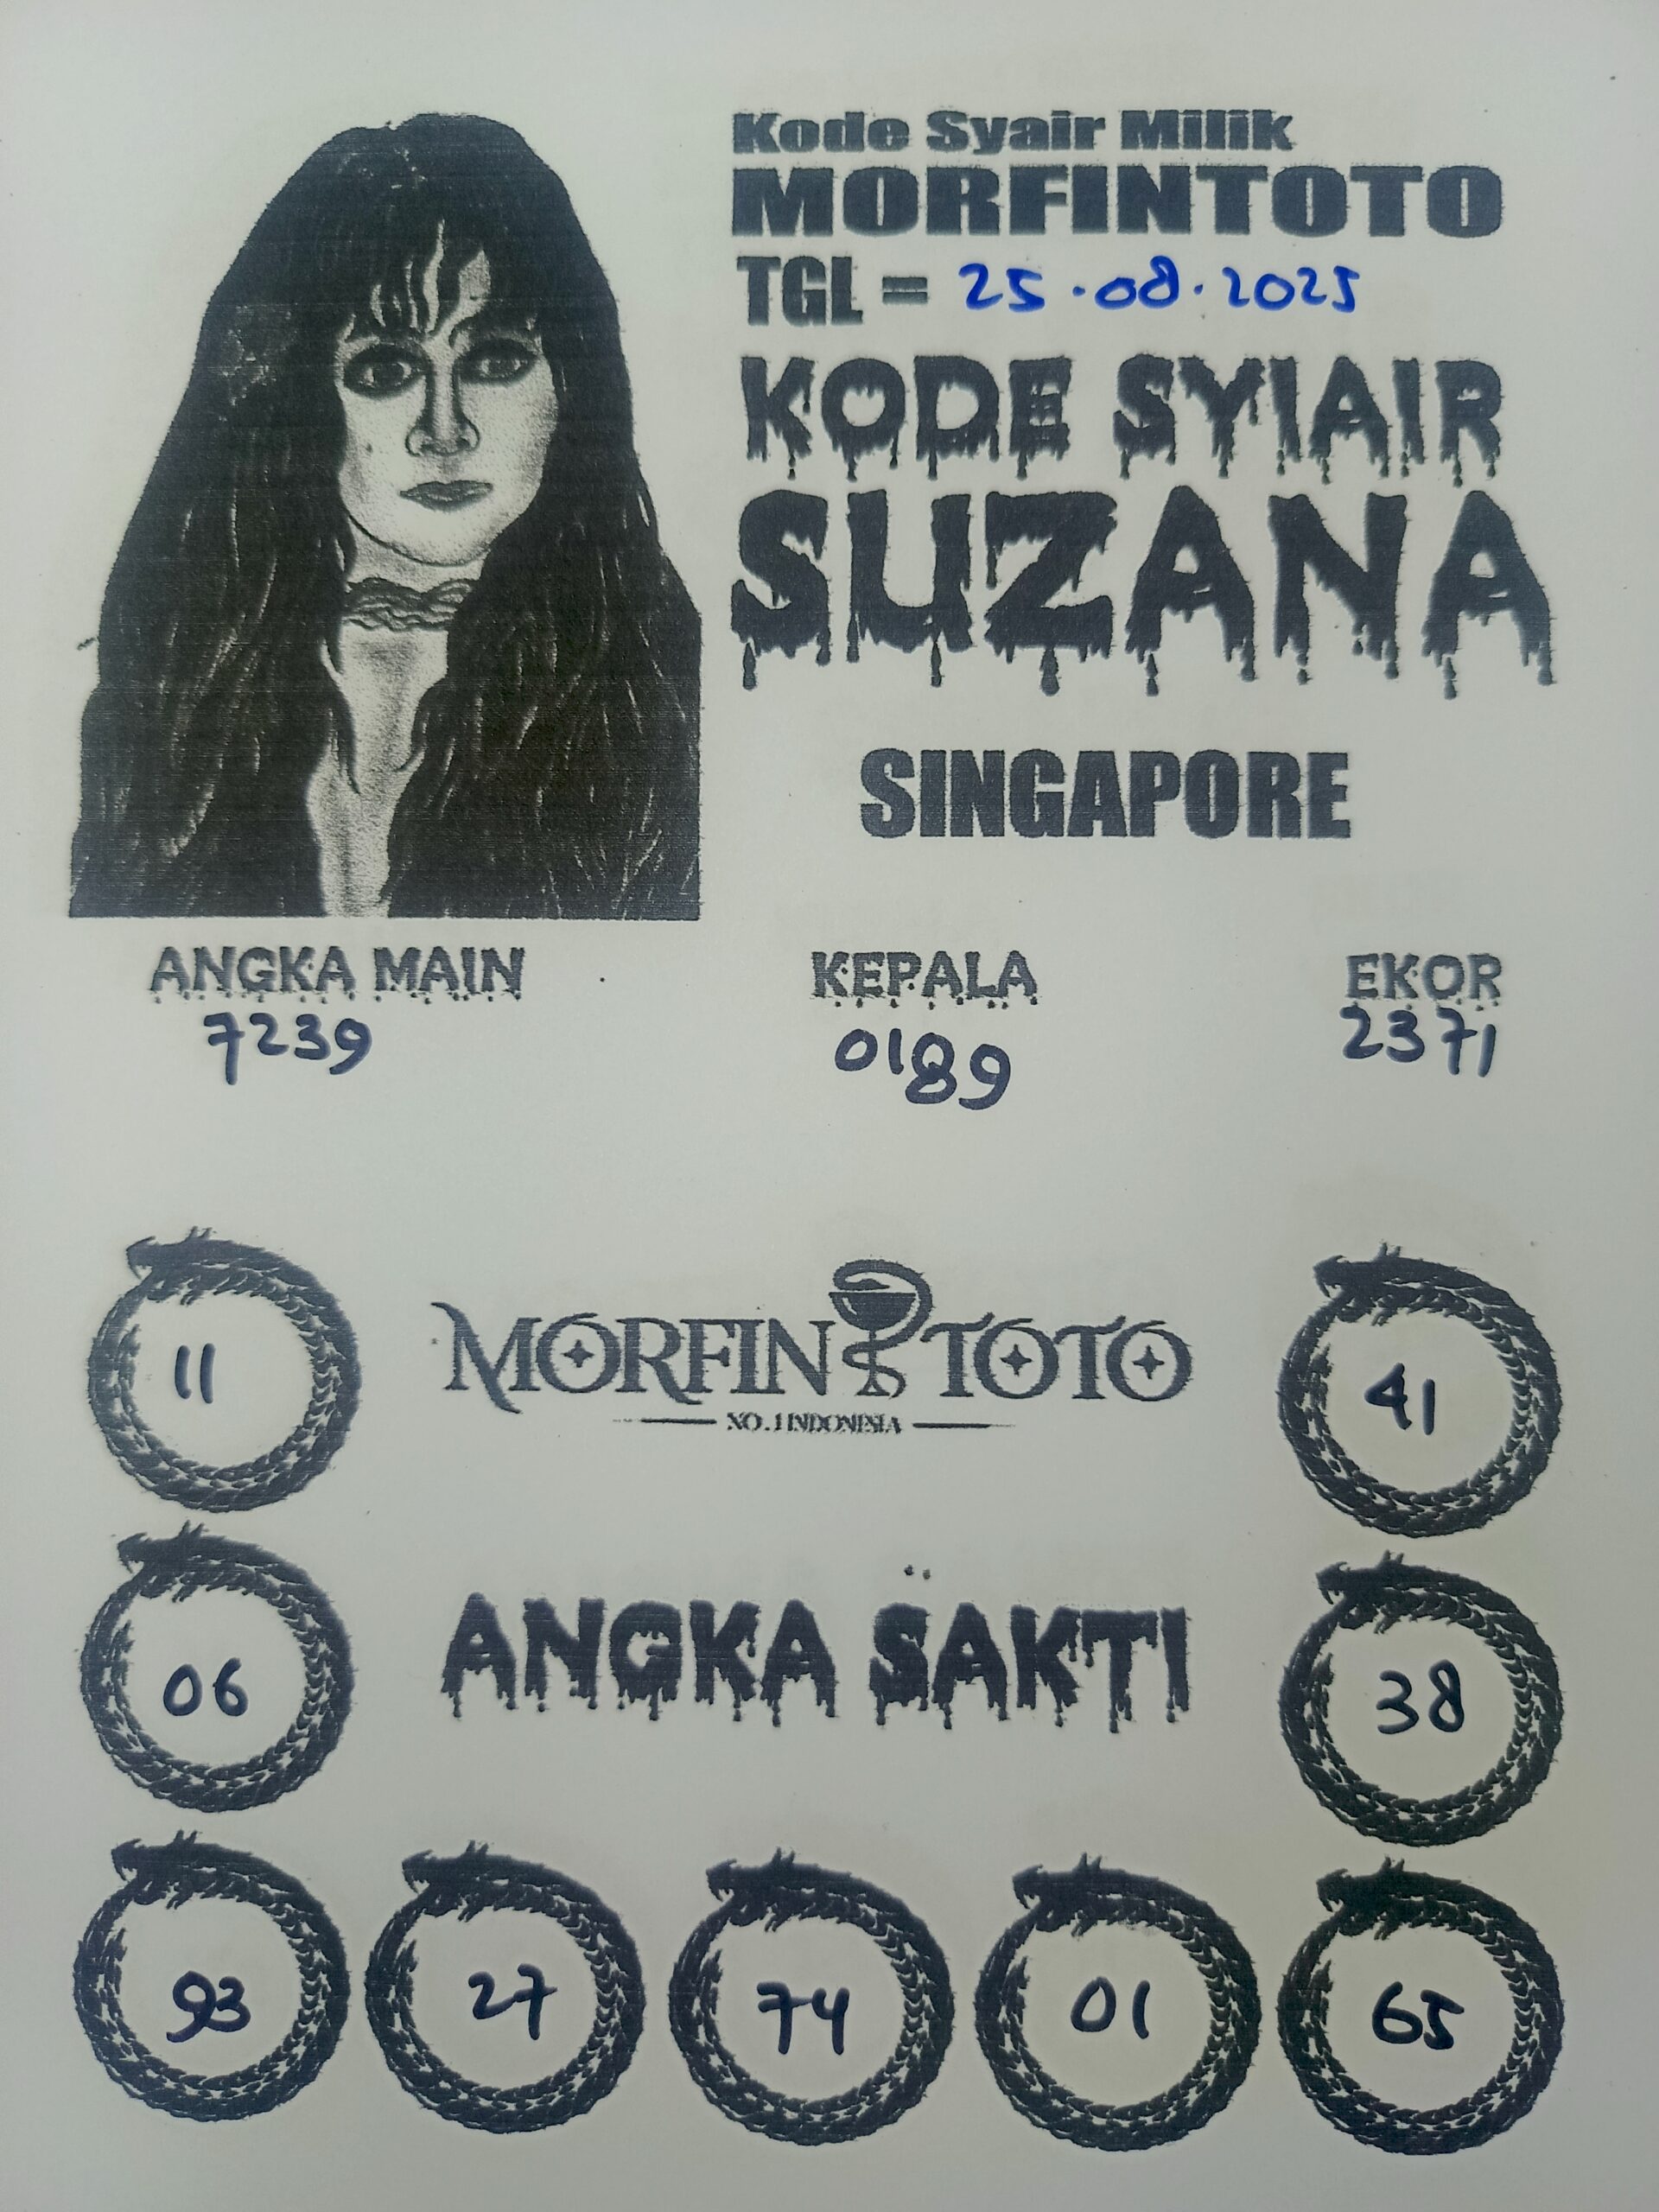 Kode Syair Milik
MORFINTOTO
TGL = 25.08.2025
KODE SYIAIR
SUZANA
SINGAPORE
ANGKA MAIN
7239
KEPALA
0189
EKOR
2371
11
MORFIN TOTO
NO.1 INDONESIA
41
06
ANGKA SAKTI
38
93
27
74
01
65